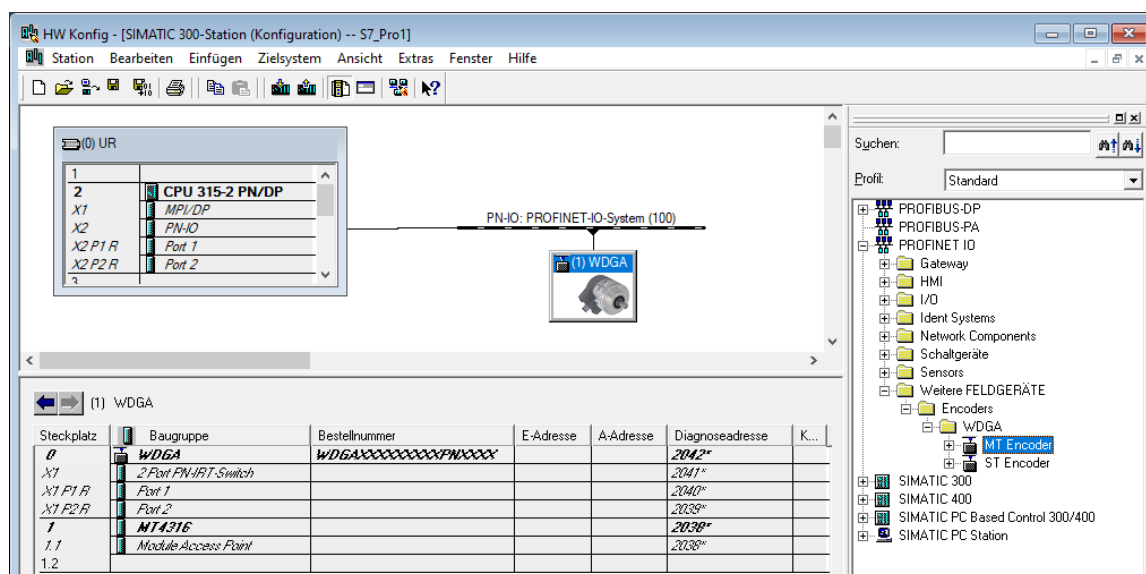 HW Konfig - [SIMATIC 300-Station (Konfiguration) -- S7_Pro1]
Station Bearbeiten Einfügen Zielsystem Ansicht Extras Fenster Hilfe
(0) UR
1
2 CPU 315-2 PN/DP
X1 MPI/DP
X2 PN-IO
X2 P1 R Port 1
X2 P2 R Port 2
3
PN-IO: PROFINET-IO-System (100)
(1) WDGA
Suchen:
Profil: Standard
PROFIBUS-DP
PROFIBUS-PA
PROFINET IO
Gateway
HMI
I/O
Ident Systems
Network Components
Schaltgeräte
Sensors
Weitere FELDGERÄTE
Encoders
WDGA
MT Encoder
ST Encoder
SIMATIC 300
SIMATIC 400
SIMATIC PC Based Control 300/400
SIMATIC PC Station
(1) WDGA
Steckplatz Baugruppe Bestellnummer E-Adresse A-Adresse Diagnoseadresse K...
0 WDGA WDGAXXXXXXXXXPNXXXX 2042*
X1 2 Port PN-IRT-Switch 2041*
X1 P1 R Port 1 2040*
X1 P2 R Port 2 2039*
1 MT4316 2038*
1.1 Module Access Point 2038*
1.2